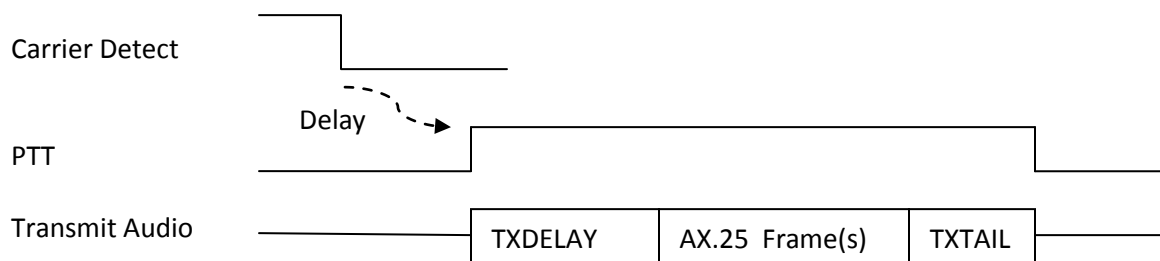 Carrier Detect
Delay
PTT
Transmit Audio
TXDELAY
AX.25 Frame(s)
TXTAIL